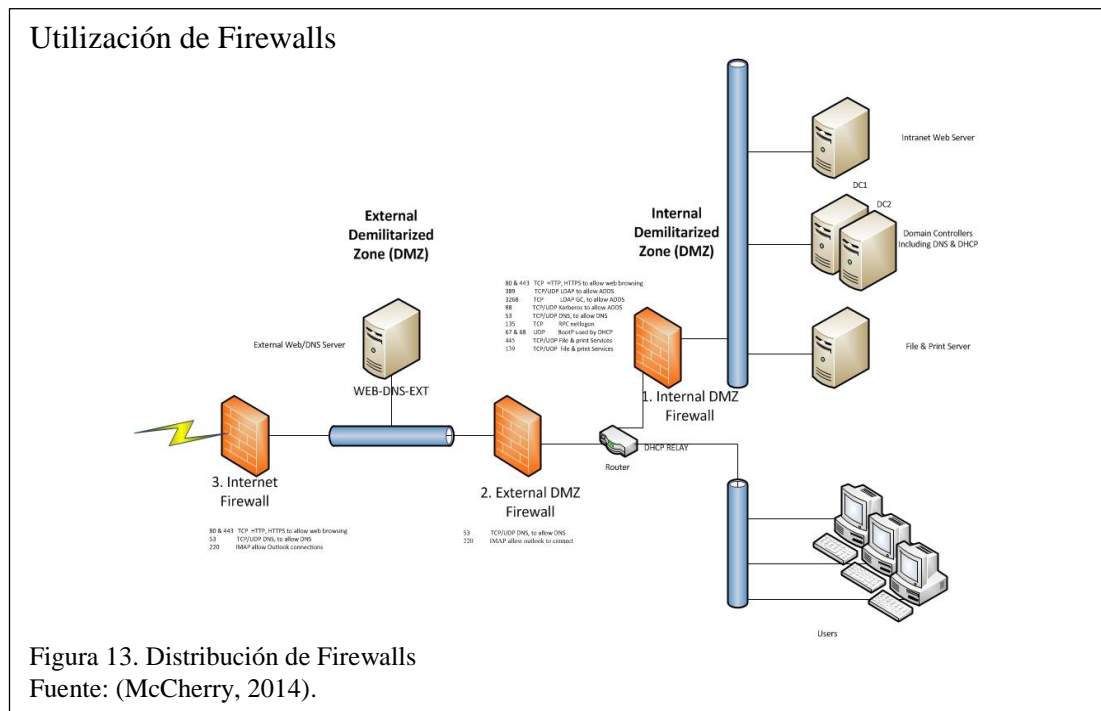 Utilización de Firewalls
Intranet Web Server
DC1
DC2
Domain Controllers
Including DNS & DHCP
File & Print Server
External
Demilitarized
Zone (DMZ)
Internal
Demilitarized
Zone (DMZ)
80 & 443 TCP HTTP, HTTPS to allow web browsing
389 TCP/UDP LDAP to allow ADDS
3268 TCP LDAP GC, to allow ADDS
88 TCP/UDP Kerberos to allow ADDS
53 TCP/UDP DNS, to allow DNS
135 TCP RPC netlogon
67 & 68 UDP BootP used by DHCP
445 TCP/UDP File & print Services
139 TCP/UDP File & print Services
External Web/DNS Server
WEB-DNS-EXT
1. Internal DMZ
Firewall
DHCP RELAY
Router
3. Internet
Firewall
2. External DMZ
Firewall
80 & 443 TCP HTTP, HTTPS to allow web browsing
53 TCP/UDP DNS, to allow DNS
220 IMAP allow Outlook connections
53 TCP/UDP DNS, to allow DNS
220 IMAP allow outlook to connect
Users
Figura 13. Distribución de Firewalls
Fuente: (McCherry, 2014).